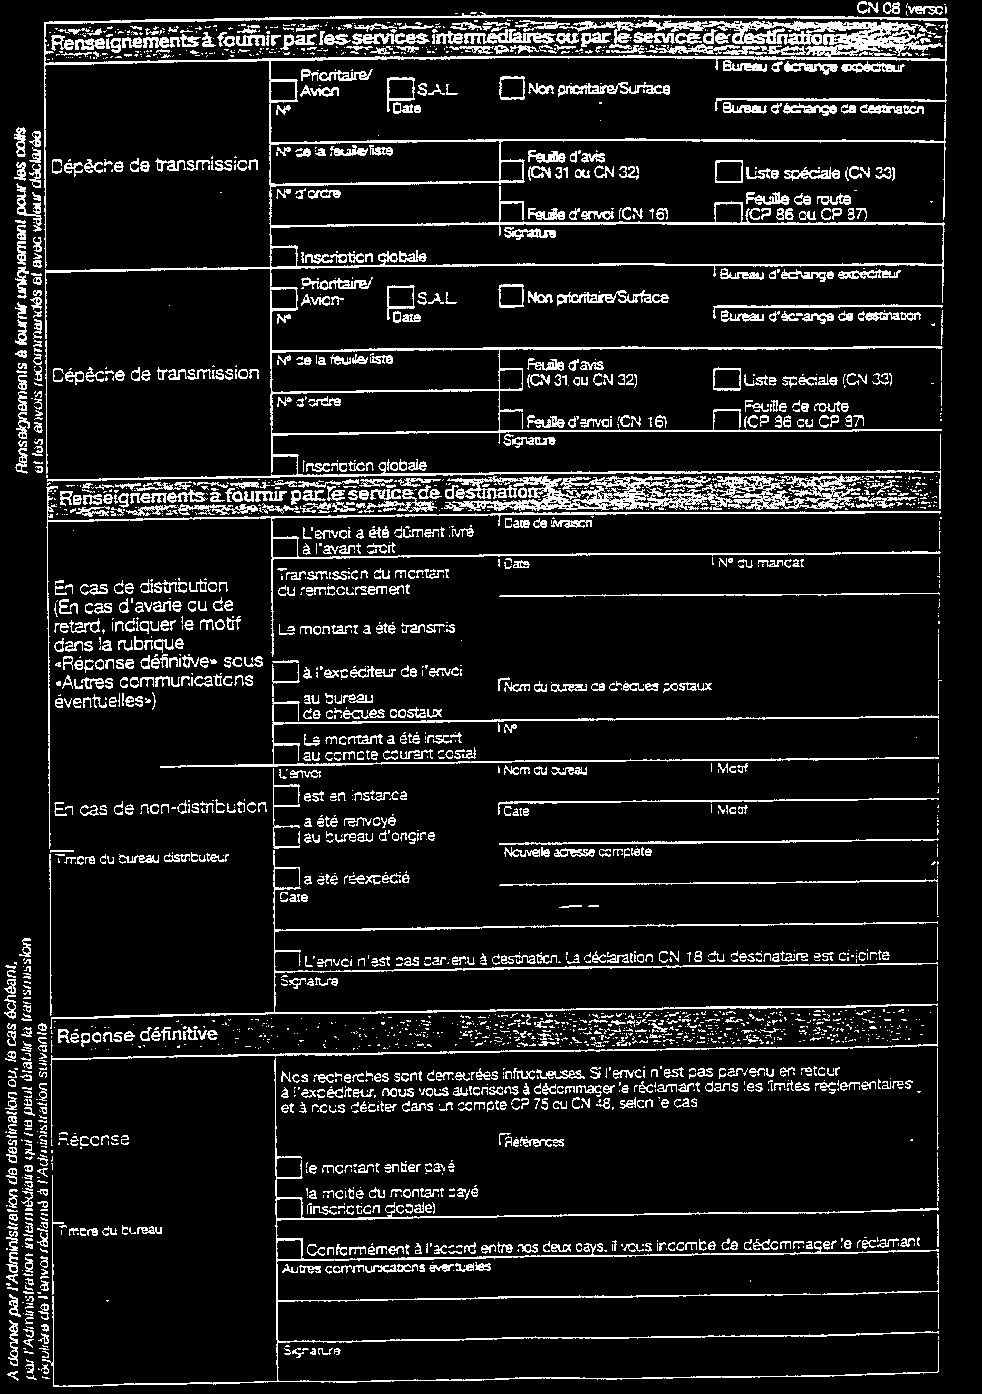 CN 08 (verso)
Renseignements à fournir par les services intermédiaires ou par le service de destination
Renseignements à fournir uniquement pour les colis
et les envois recommandés et avec valeur déclarée
Dépêche de transmission
Prioritaire/
Avion
S.A.L.
Non prioritaire/Surface
Bureau d'échange expéditeur
N°
Date
Bureau d'échange de destination
N° de la feuille/liste
Feuille d'avis
(CN 31 ou CN 32)
Liste spéciale (CN 33)
N° d'ordre
Feuille d'envoi (CN 16)
Feuille de route
(CP 86 ou CP 87)
Signature
Inscription globale
Dépêche de transmission
Prioritaire/
Avion
S.A.L.
Non prioritaire/Surface
Bureau d'échange expéditeur
N°
Date
Bureau d'échange de destination
N° de la feuille/liste
Feuille d'avis
(CN 31 ou CN 32)
Liste spéciale (CN 33)
N° d'ordre
Feuille d'envoi (CN 16)
Feuille de route
(CP 86 ou CP 87)
Signature
Inscription globale
Renseignements à fournir par le service de destination
En cas de distribution
(En cas d'avarie ou de
retard, indiquer le motif
dans la rubrique
«Réponse définitive» sous
«Autres communications
éventuelles»)
L'envoi a été dûment livré
à l'ayant droit
Date de livraison
Transmission du montant
du remboursement
Date
N° du mandat
Le montant a été transmis
à l'expéditeur de l'envoi
au bureau
de chèques postaux
Nom du bureau de chèques postaux
Le montant a été inscrit
au compte courant postal
N°
En cas de non-distribution
L'envoi
est en instance
Nom du bureau
Motif
a été renvoyé
au bureau d'origine
Date
Motif
Timbre du bureau distributeur
a été réexpédié
Nouvelle adresse complète
Date
L'envoi n'est pas parvenu à destination. La déclaration CN 18 du destinataire est ci-jointe
Signature
A donner par l'Administration de destination ou, le cas échéant,
par l'Administration intermédiaire qui ne peut établir la transmission
régulière de l'envoi réclamé à l'Administration suivante
Réponse définitive
Réponse
Nos recherches sont demeurées infructueuses. Si l'envoi n'est pas parvenu en retour
à l'expéditeur, nous vous autorisons à dédommager le réclamant dans les limites réglementaires
et à nous débiter dans un compte CP 75 ou CN 48, selon le cas
Références
le montant entier payé
la moitié du montant payé
(inscription globale)
Timbre du bureau
Conformément à l'accord entre nos deux pays, il vous incombe de dédommager le réclamant
Autres communications éventuelles
Signature